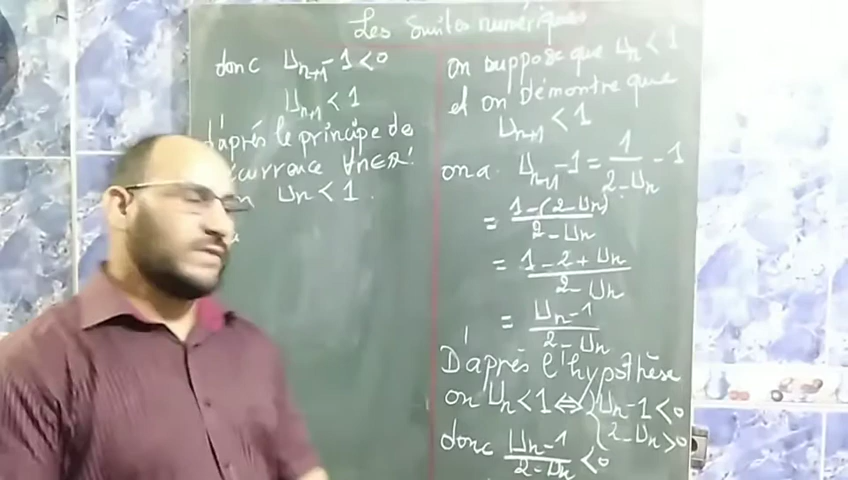 Les Suites numériques
on suppose que Un < 1
et on démontre que
Un+1 < 1
on a Un+1 - 1 = 1/(2 - Un) - 1
= (1 - (2 - Un))/(2 - Un)
= (1 - 2 + Un)/(2 - Un)
= (Un - 1)/(2 - Un)
D'après l'hypothèse
on Un < 1 ⇔ { Un - 1 < 0
2 - Un > 0
donc (Un - 1)/(2 - Un) < 0
donc Un+1 - 1 < 0
Un+1 < 1
d'après le principe de
récurrence ∀n∈ℕ
Un < 1.